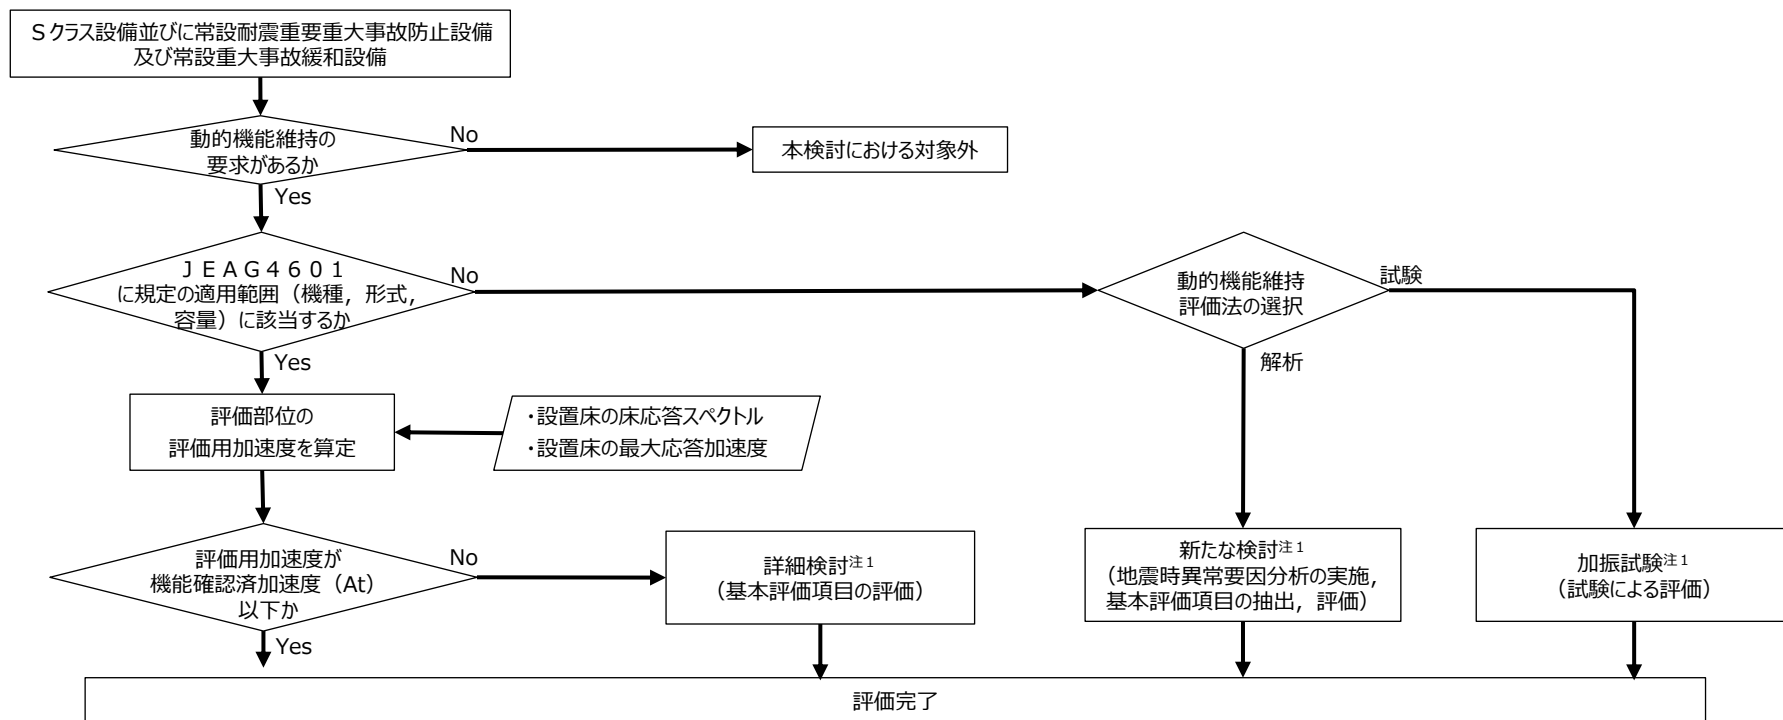 Ｓクラス設備並びに常設耐震重要重大事故防止設備
及び常設重大事故緩和設備
動的機能維持の
要求があるか
No
本検討における対象外
Yes
ＪＥＡＧ４６０１
に規定の適用範囲（機種，形式，
容量）に該当するか
No
動的機能維持
評価法の選択
試験
解析
Yes
評価部位の
評価用加速度を算定
・設置床の床応答スペクトル
・設置床の最大応答加速度
評価用加速度が
機能確認済加速度（At）
以下か
No
詳細検討注１
（基本評価項目の評価）
新たな検討注１
（地震時異常要因分析の実施，
基本評価項目の抽出，評価）
加振試験注１
（試験による評価）
Yes
評価完了